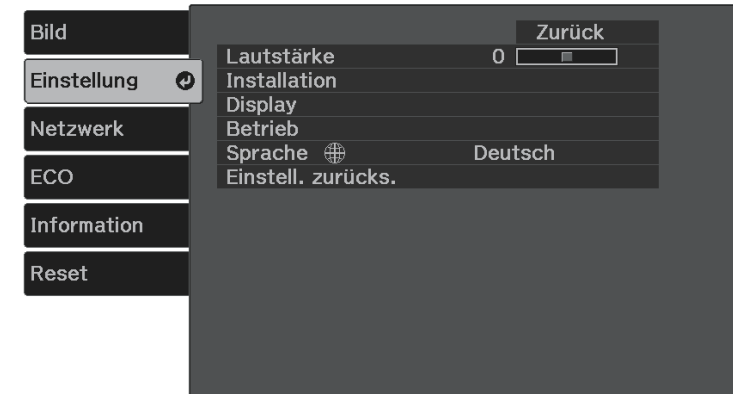 Bild
Einstellung
Netzwerk
ECO
Information
Reset
Zurück
Lautstärke 0
Installation
Display
Betrieb
Sprache Deutsch
Einstell. zurücks.